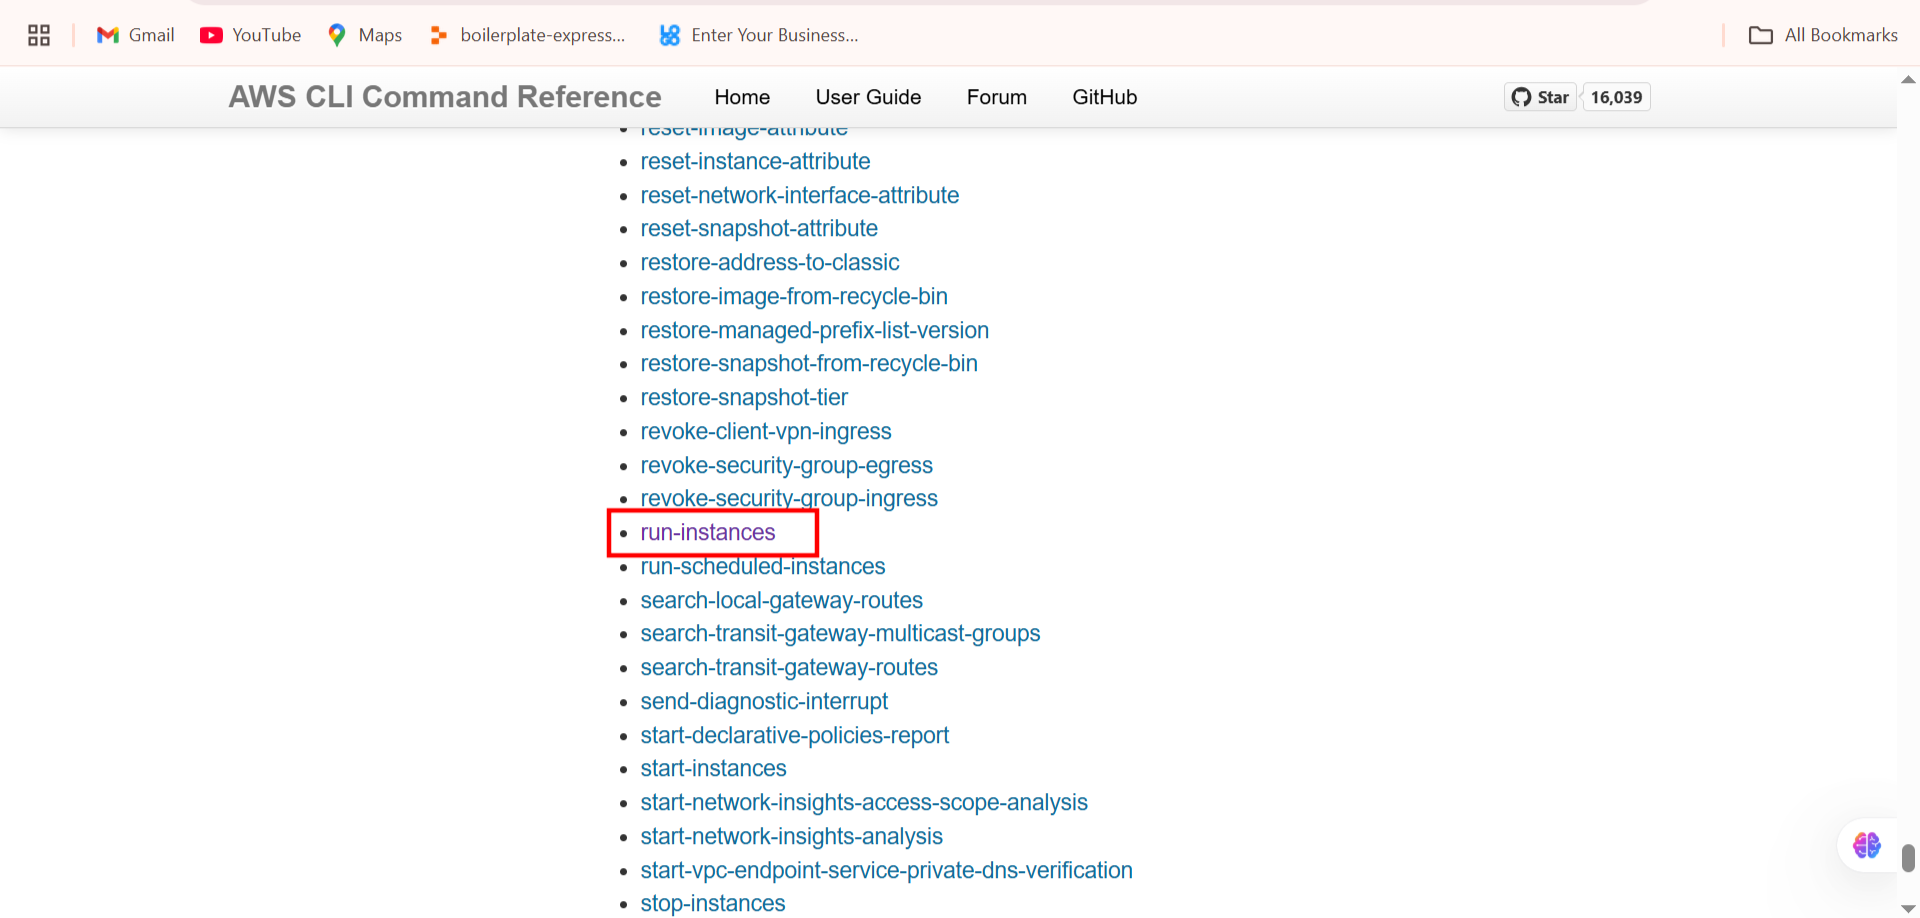 Gmail YouTube Maps boilerplate-express... Enter Your Business... All Bookmarks
AWS CLI Command Reference Home User Guide Forum GitHub Star 16,039
reset-image-attribute
reset-instance-attribute
reset-network-interface-attribute
reset-snapshot-attribute
restore-address-to-classic
restore-image-from-recycle-bin
restore-managed-prefix-list-version
restore-snapshot-from-recycle-bin
restore-snapshot-tier
revoke-client-vpn-ingress
revoke-security-group-egress
revoke-security-group-ingress
run-instances
run-scheduled-instances
search-local-gateway-routes
search-transit-gateway-multicast-groups
search-transit-gateway-routes
send-diagnostic-interrupt
start-declarative-policies-report
start-instances
start-network-insights-access-scope-analysis
start-network-insights-analysis
start-vpc-endpoint-service-private-dns-verification
stop-instances